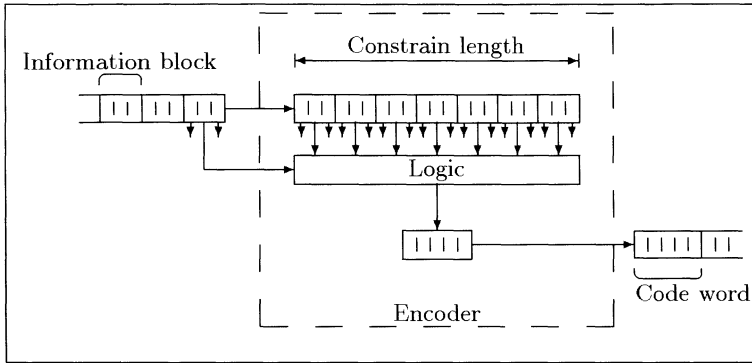 Constrain length
Information block
Logic
Code word
Encoder